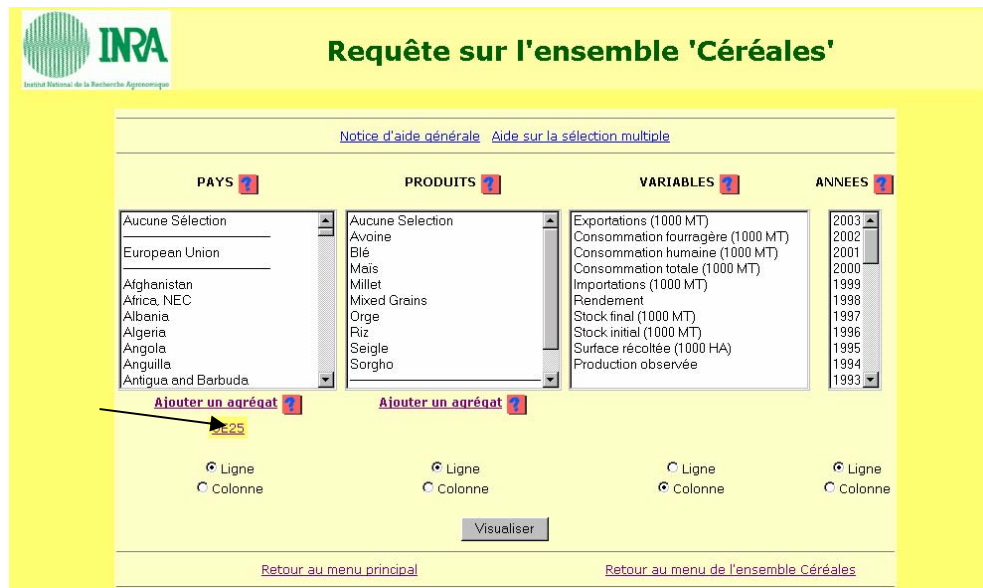 INRA
Institut National de la Recherche Agronomique
Requête sur l'ensemble 'Céréales'
Notice d'aide générale Aide sur la sélection multiple
PAYS ?
PRODUITS ?
VARIABLES ?
ANNEES ?
Aucune Sélection
European Union
Afghanistan
Africa, NEC
Albania
Algeria
Angola
Anguilla
Antigua and Barbuda
Aucune Selection
Avoine
Blé
Maïs
Millet
Mixed Grains
Orge
Riz
Seigle
Sorgho
Exportations (1000 MT)
Consommation fourragère (1000 MT)
Consommation humaine (1000 MT)
Consommation totale (1000 MT)
Importations (1000 MT)
Rendement
Stock final (1000 MT)
Stock initial (1000 MT)
Surface récoltée (1000 HA)
Production observée
2003
2002
2001
2000
1999
1998
1997
1996
1995
1994
1993
Ajouter un agrégat ?
Ajouter un agrégat ?
UE25
Ligne
Colonne
Ligne
Colonne
Ligne
Colonne
Ligne
Colonne
Visualiser
Retour au menu principal
Retour au menu de l'ensemble Céréales